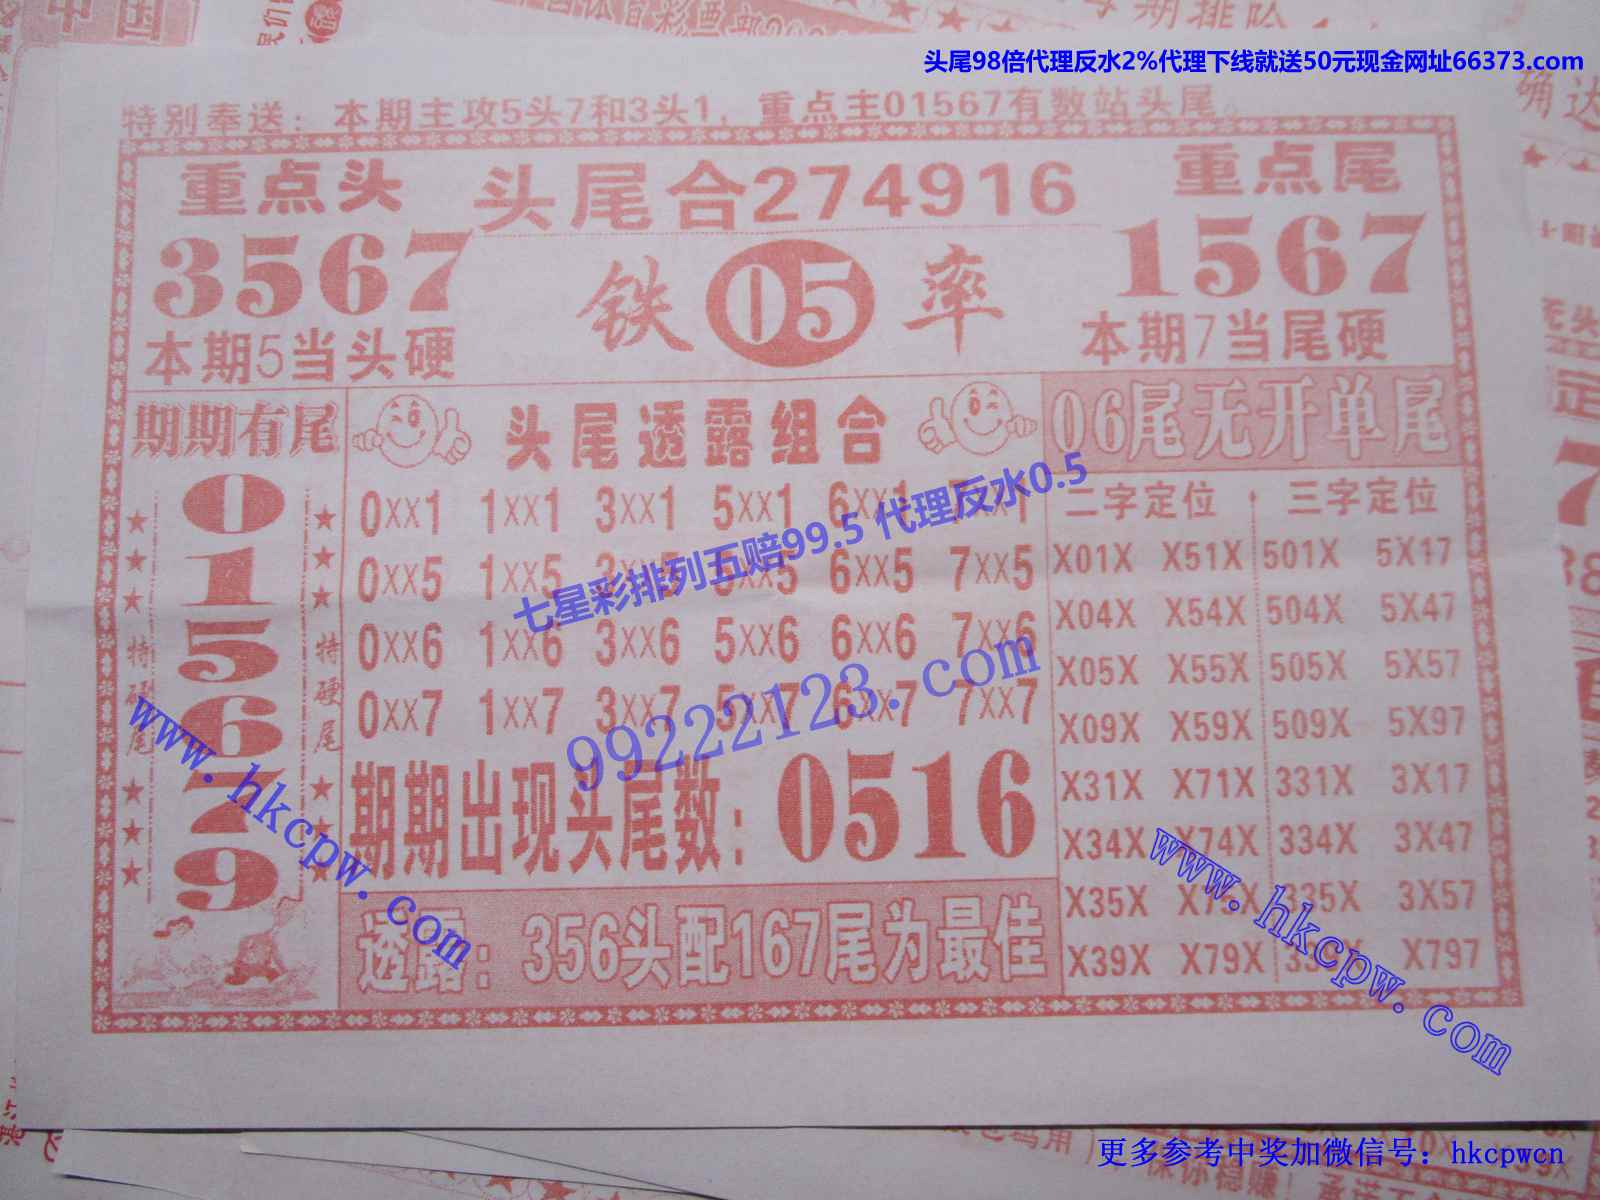 头尾98倍代理反水2%代理下线就送50元现金网址66373.com
特别奉送：本期主攻5头7和3头1，重点主01567有数站头尾。
重点头
头尾合274916
重点尾
3567
铁 05 率
1567
本期5当头硬
本期7当尾硬
期期有尾
头尾透露组合
06尾无开单尾
0
1
5
6
7
9
特硬尾
特硬尾
0xx1 1xx1 3xx1 5xx1 6xx1 7xx1
0xx5 1xx5 3xx5 5xx5 6xx5 7xx5
0xx6 1xx6 3xx6 5xx6 6xx6 7xx6
0xx7 1xx7 3xx7 5xx7 6xx7 7xx7
七星彩排列五赔99.5 代理反水0.5
99222123.com
期期出现头尾数：0516
透露：356头配167尾为最佳
二字定位 三字定位
X01X X51X 501X 5X17
X04X X54X 504X 5X47
X05X X55X 505X 5X57
X09X X59X 509X 5X97
X31X X71X 331X 3X17
X34X X74X 334X 3X47
X35X X75X 335X 3X57
X39X X79X X797
www.hkcpw.com
www.hkcpw.com
更多参考中奖加微信号：hkcpwcn